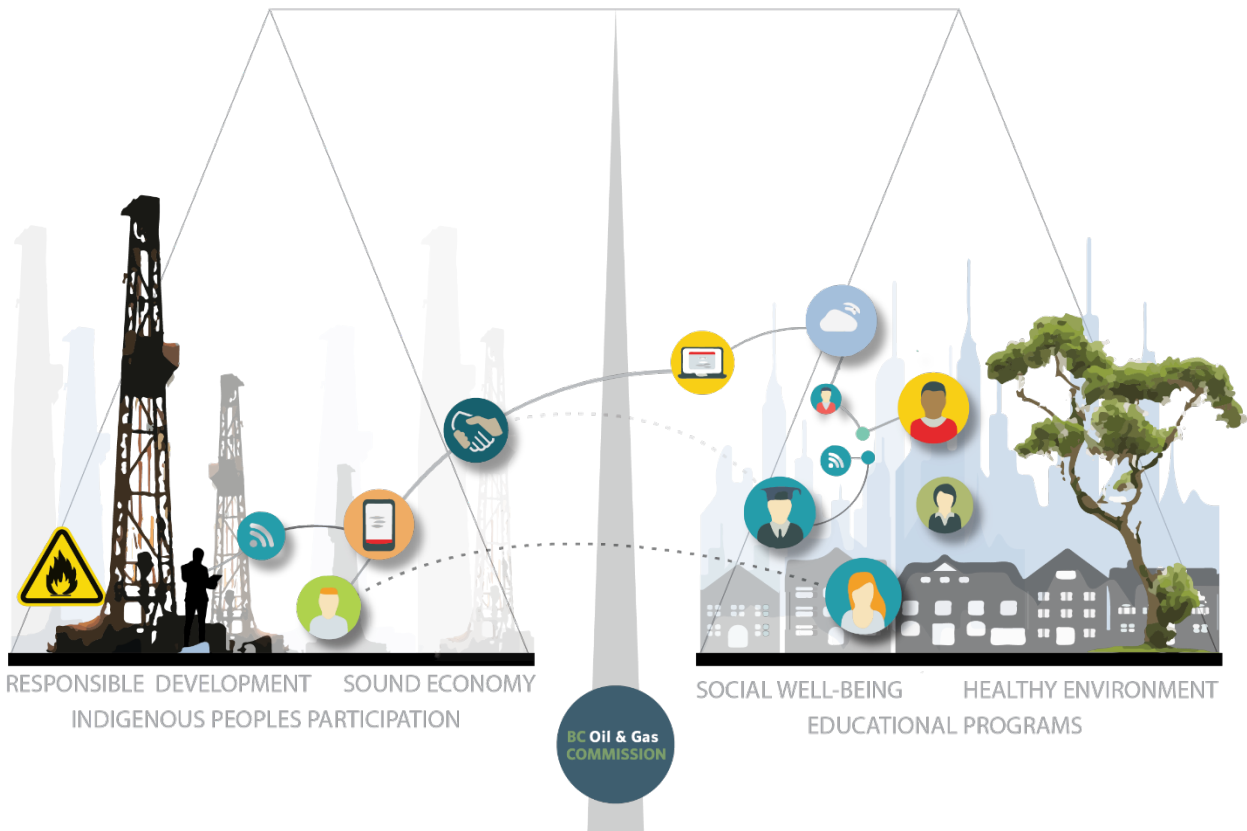 RESPONSIBLE DEVELOPMENT SOUND ECONOMY
INDIGENOUS PEOPLES PARTICIPATION
SOCIAL WELL-BEING HEALTHY ENVIRONMENT
EDUCATIONAL PROGRAMS
BC Oil & Gas
COMMISSION